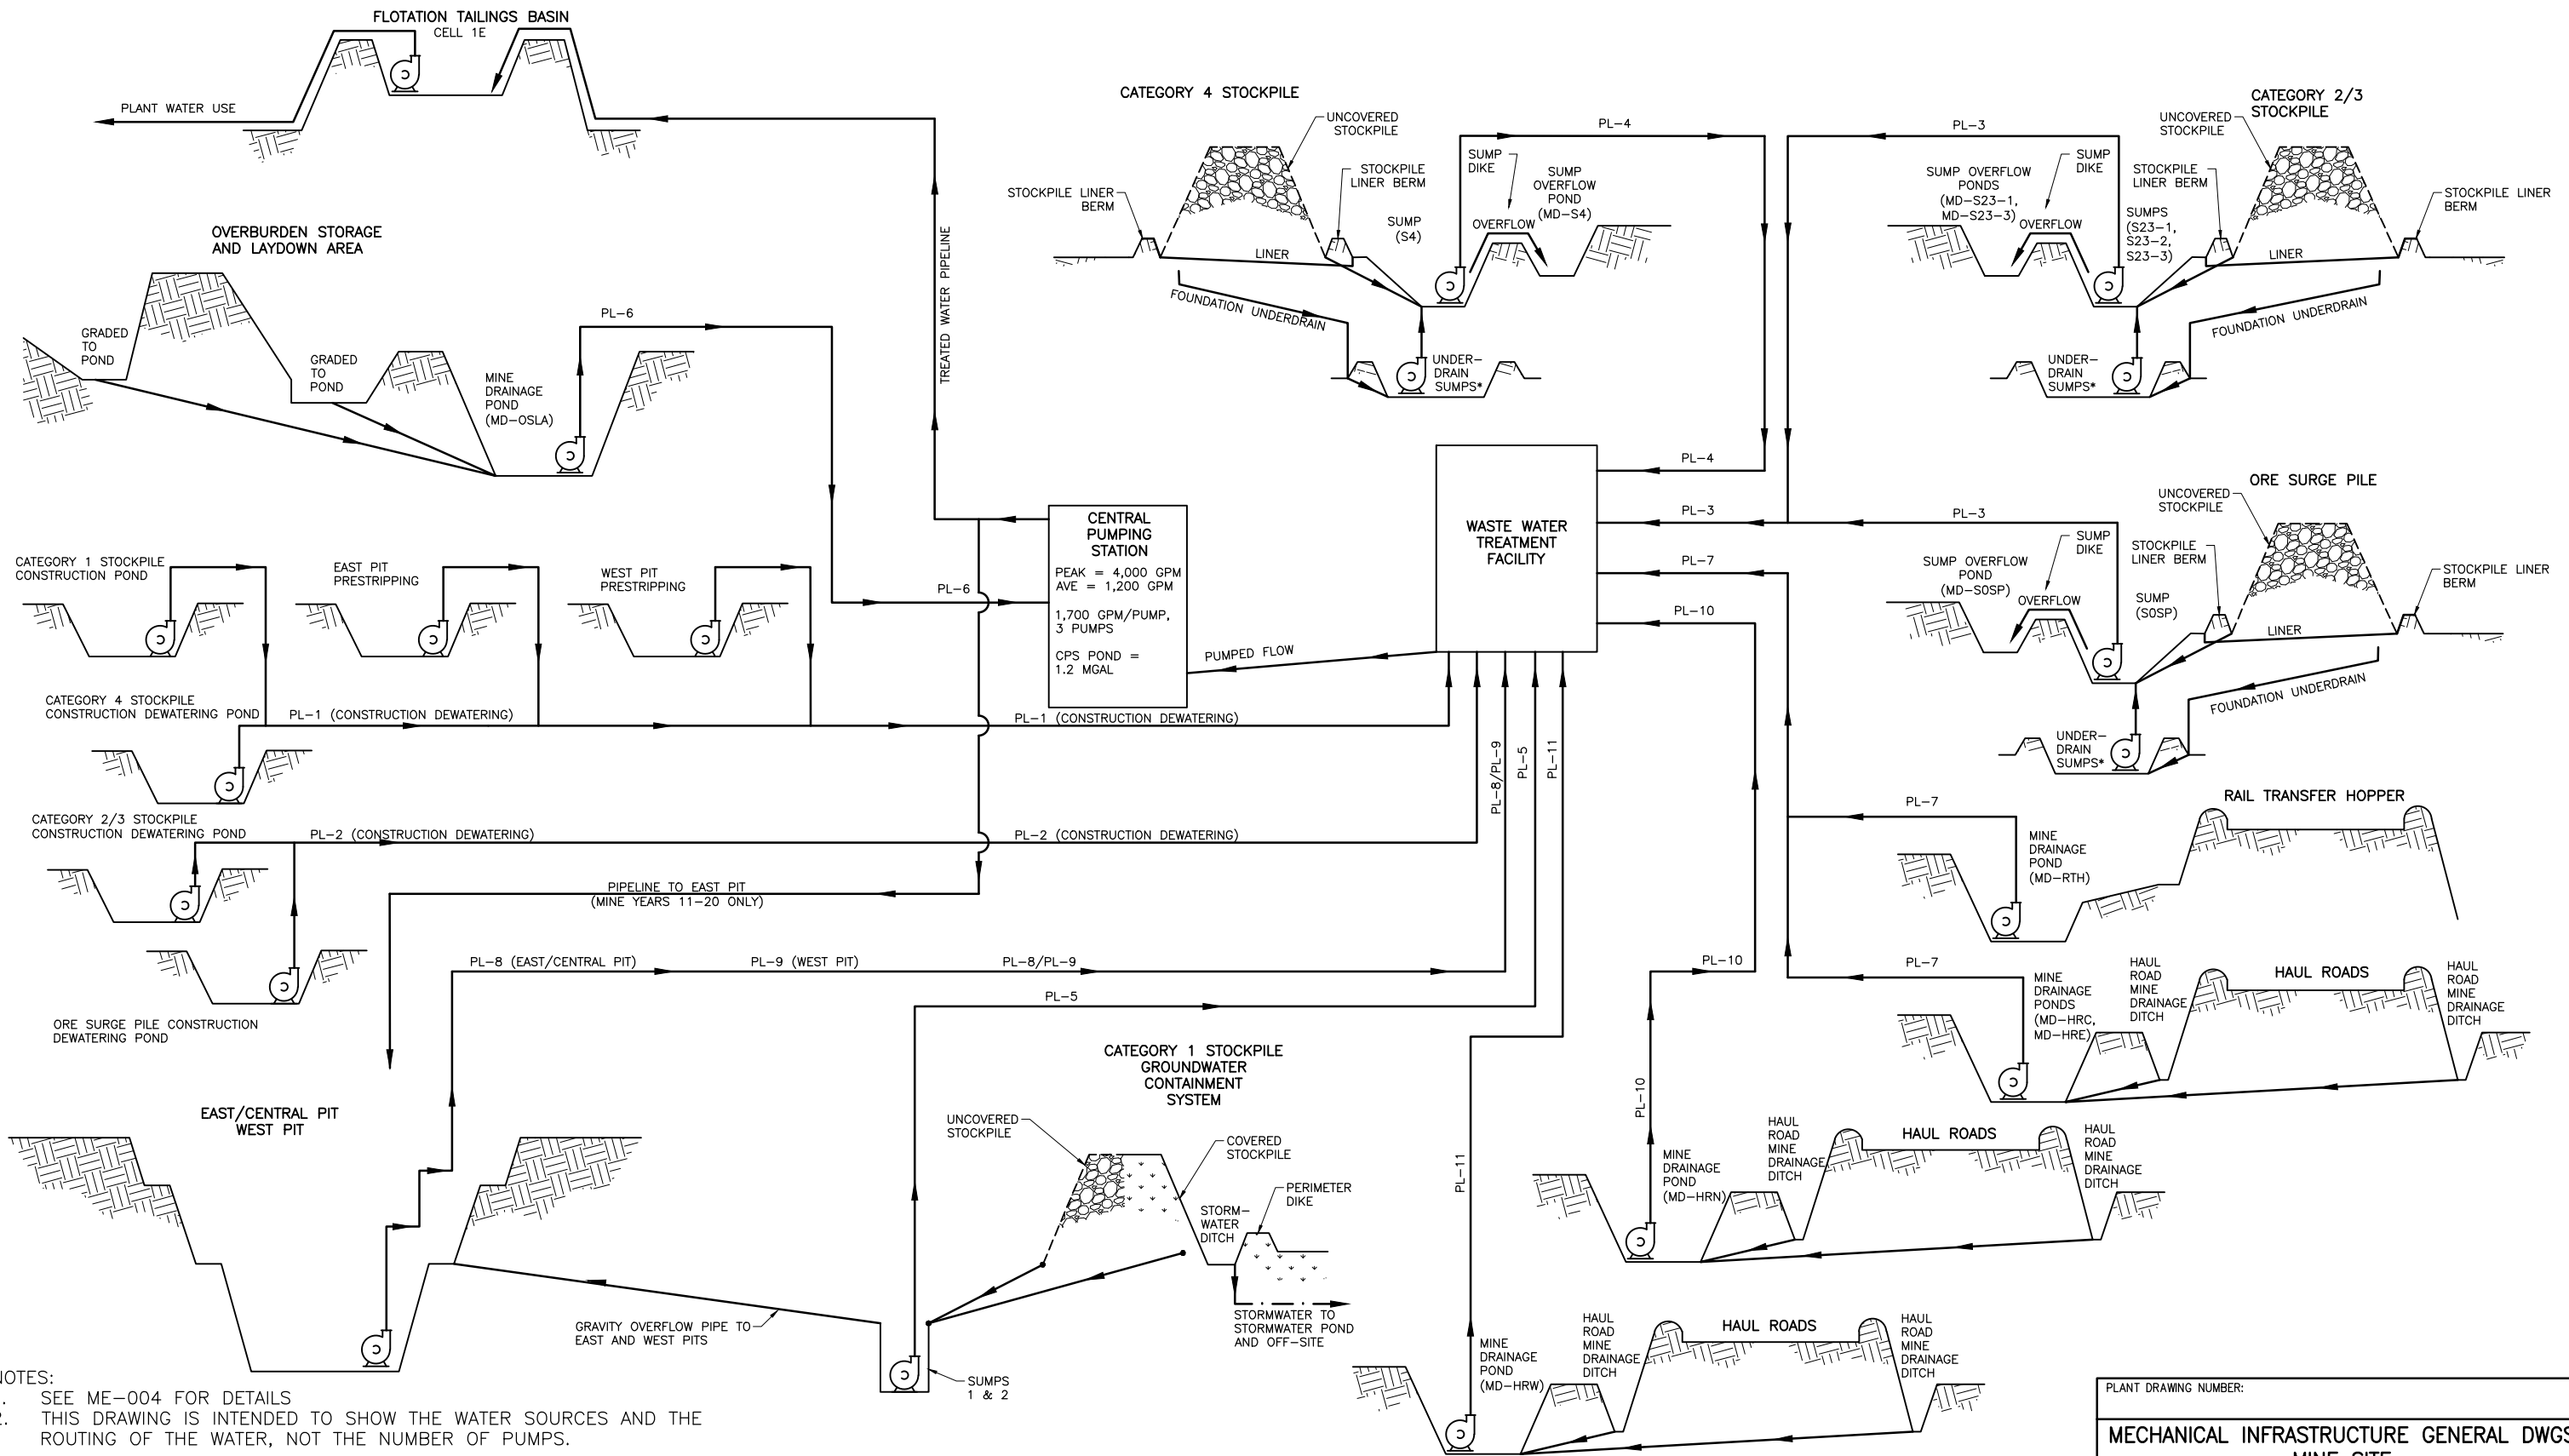 FLOTATION TAILINGS BASIN
CELL 1E
PLANT WATER USE
OVERBURDEN STORAGE
AND LAYDOWN AREA
GRADED
TO
POND
GRADED
TO
POND
MINE
DRAINAGE
POND
(MD-OSLA)
PL-6
TREATED WATER PIPELINE
CATEGORY 4 STOCKPILE
UNCOVERED
STOCKPILE
STOCKPILE LINER
BERM
STOCKPILE
LINER BERM
LINER
FOUNDATION UNDERDRAIN
SUMP
(S4)
SUMP
DIKE
OVERFLOW
SUMP
OVERFLOW
POND
(MD-S4)
UNDER-
DRAIN
SUMPS*
PL-4
PL-4
CATEGORY 2/3
STOCKPILE
UNCOVERED
STOCKPILE
PL-3
SUMP OVERFLOW
PONDS
(MD-S23-1,
MD-S23-3)
SUMP
DIKE
OVERFLOW
SUMPS
(S23-1,
S23-2,
S23-3)
STOCKPILE
LINER BERM
STOCKPILE LINER
BERM
LINER
FOUNDATION UNDERDRAIN
UNDER-
DRAIN
SUMPS*
ORE SURGE PILE
UNCOVERED
STOCKPILE
PL-3
PL-3
SUMP OVERFLOW
POND
(MD-SOSP)
SUMP
DIKE
OVERFLOW
SUMP
(SOSP)
STOCKPILE
LINER BERM
STOCKPILE LINER
BERM
LINER
FOUNDATION UNDERDRAIN
UNDER-
DRAIN
SUMPS*
WASTE WATER
TREATMENT
FACILITY
PL-7
PL-10
CENTRAL
PUMPING
STATION
PEAK = 4,000 GPM
AVE = 1,200 GPM
1,700 GPM/PUMP,
3 PUMPS
CPS POND =
1.2 MGAL
PL-6
PUMPED FLOW
CATEGORY 1 STOCKPILE
CONSTRUCTION POND
EAST PIT
PRESTRIPPING
WEST PIT
PRESTRIPPING
CATEGORY 4 STOCKPILE
CONSTRUCTION DEWATERING POND
PL-1 (CONSTRUCTION DEWATERING)
PL-1 (CONSTRUCTION DEWATERING)
CATEGORY 2/3 STOCKPILE
CONSTRUCTION DEWATERING POND
PL-2 (CONSTRUCTION DEWATERING)
PL-2 (CONSTRUCTION DEWATERING)
PL-8/PL-9
PL-5
PL-11
PIPELINE TO EAST PIT
(MINE YEARS 11-20 ONLY)
PL-8 (EAST/CENTRAL PIT)
PL-9 (WEST PIT)
PL-8/PL-9
PL-5
ORE SURGE PILE CONSTRUCTION
DEWATERING POND
EAST/CENTRAL PIT
WEST PIT
CATEGORY 1 STOCKPILE
GROUNDWATER
CONTAINMENT
SYSTEM
UNCOVERED
STOCKPILE
COVERED
STOCKPILE
STORM-
WATER
DITCH
PERIMETER
DIKE
STORMWATER TO
STORMWATER POND
AND OFF-SITE
GRAVITY OVERFLOW PIPE TO
EAST AND WEST PITS
SUMPS
1 & 2
RAIL TRANSFER HOPPER
PL-7
MINE
DRAINAGE
POND
(MD-RTH)
PL-7
HAUL ROADS
MINE
DRAINAGE
PONDS
(MD-HRC,
MD-HRE)
HAUL
ROAD
MINE
DRAINAGE
DITCH
HAUL
ROAD
MINE
DRAINAGE
DITCH
PL-10
PL-10
HAUL ROADS
MINE
DRAINAGE
POND
(MD-HRN)
HAUL
ROAD
MINE
DRAINAGE
DITCH
HAUL
ROAD
MINE
DRAINAGE
DITCH
PL-11
HAUL ROADS
MINE
DRAINAGE
POND
(MD-HRW)
HAUL
ROAD
MINE
DRAINAGE
DITCH
HAUL
ROAD
MINE
DRAINAGE
DITCH
NOTES:
1. SEE ME-004 FOR DETAILS
2. THIS DRAWING IS INTENDED TO SHOW THE WATER SOURCES AND THE
ROUTING OF THE WATER, NOT THE NUMBER OF PUMPS.
PLANT DRAWING NUMBER:
MECHANICAL INFRASTRUCTURE GENERAL DWGS
MINE SITE